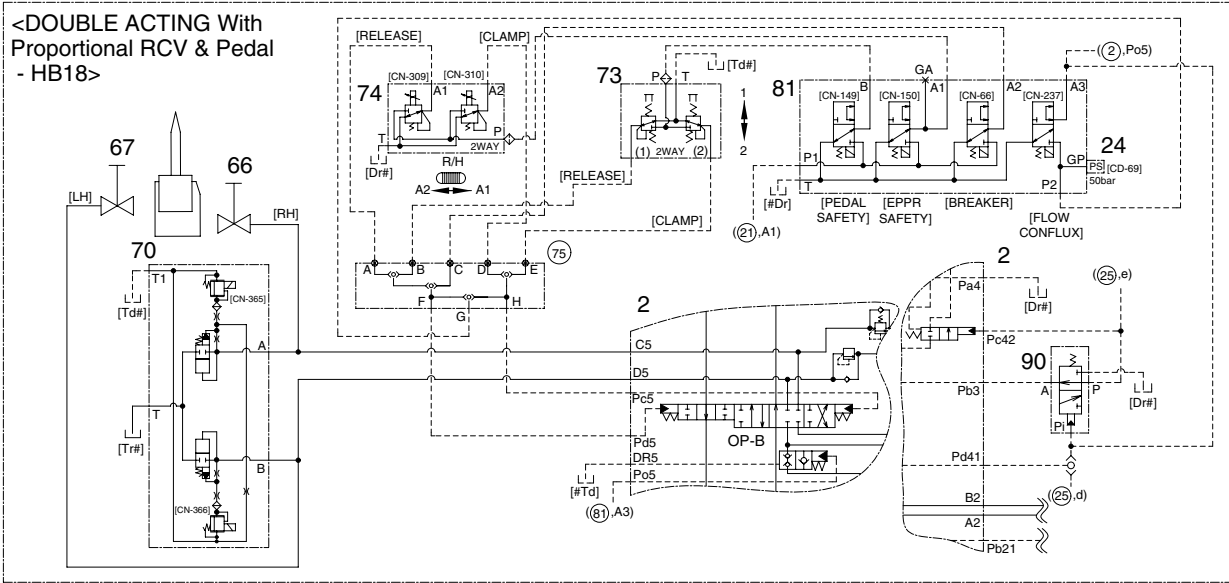 <DOUBLE ACTING With
Proportional RCV & Pedal
- HB18>
[RELEASE]
[CLAMP]
[CN-309]
[CN-310]
74
A1
A2
T
P
2WAY
[Dr#]
R/H
A2
A1
73
P
T
[Td#]
(1) 2WAY (2)
1
2
[RELEASE]
[CLAMP]
81
GA
B
A1
A2
A3
[CN-149]
[CN-150]
[CN-66]
[CN-237]
(2,Po5)
24
GP
PS
[CD-69]
50bar
P1
T
P2
[#Dr]
(21,A1)
[PEDAL
SAFETY]
[EPPR
SAFETY]
[BREAKER]
[FLOW
CONFLUX]
67
66
[LH]
[RH]
70
T1
[Td#]
[CN-365]
A
T
[Tr#]
B
[CN-366]
A
B
C
D
E
75
F
G
H
2
C5
D5
Pc5
Pd5
OP-B
DR5
Po5
[#Td]
(81,A3)
2
Pa4
[Dr#]
(25,e)
Pc42
90
Pb3
A
P
[Dr#]
Pi
Pd41
(25,d)
B2
A2
Pb21